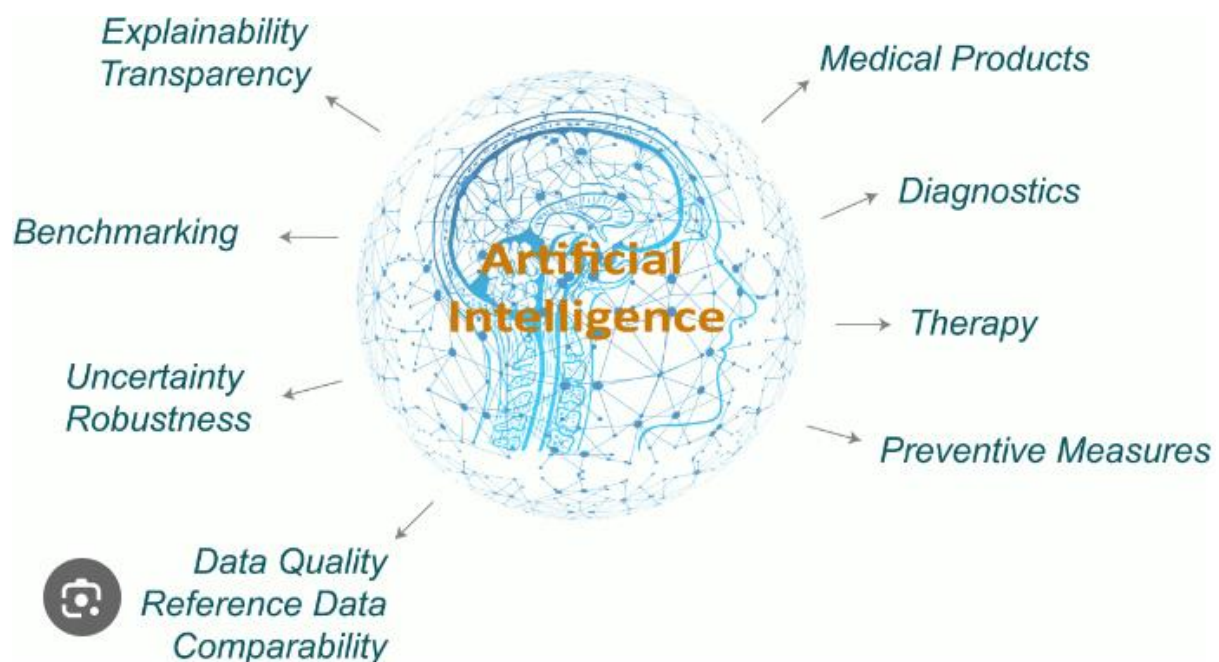 Explainability
Transparency
Medical Products
Diagnostics
Benchmarking
Artificial
Intelligence
Therapy
Uncertainty
Robustness
Preventive Measures
Data Quality
Reference Data
Comparability